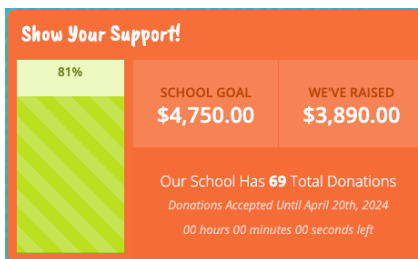 Show Your Support!
81%
SCHOOL GOAL
$4,750.00
WE'VE RAISED
$3,890.00
Our School Has 69 Total Donations
Donations Accepted Until April 20th, 2024
00 hours 00 minutes 00 seconds left